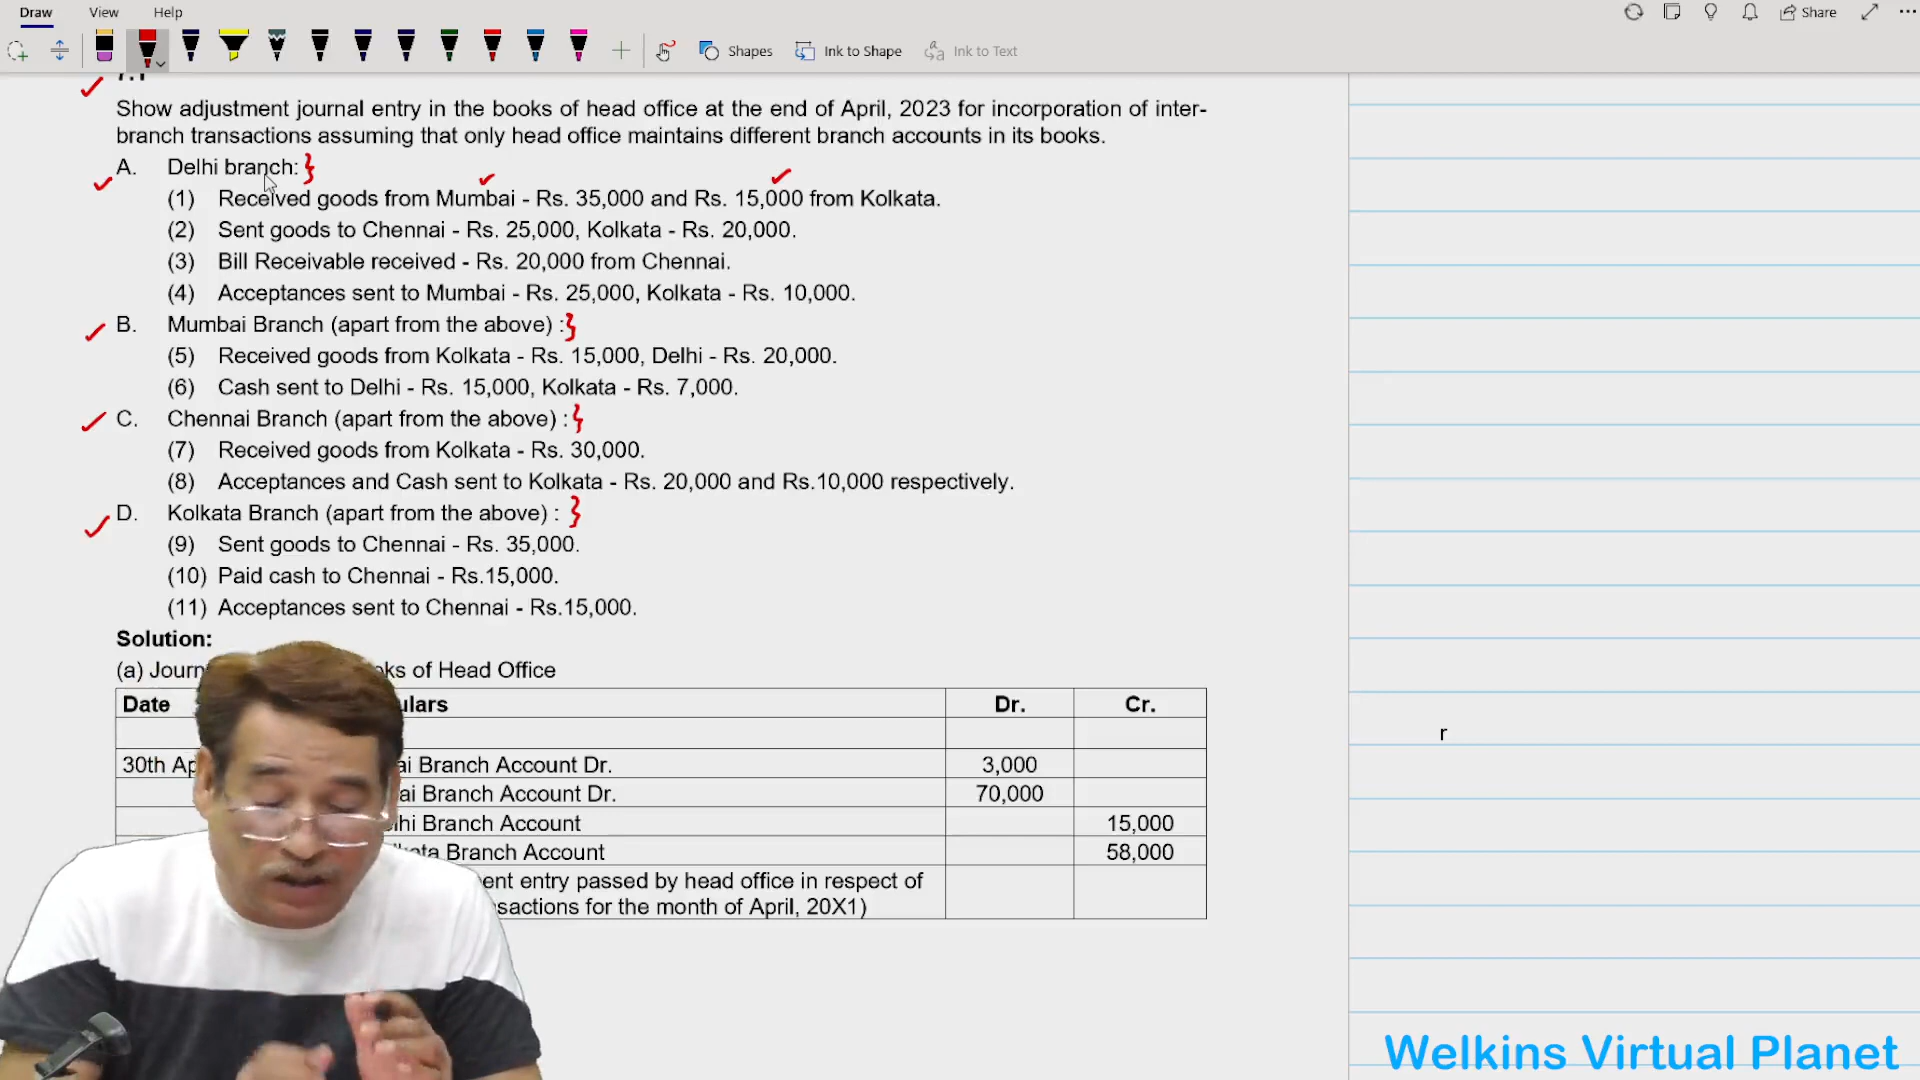 Draw View Help Share
Shapes Ink to Shape Ink to Text
7.1
Show adjustment journal entry in the books of head office at the end of April, 2023 for incorporation of inter-
branch transactions assuming that only head office maintains different branch accounts in its books.
A. Delhi branch:
(1) Received goods from Mumbai - Rs. 35,000 and Rs. 15,000 from Kolkata.
(2) Sent goods to Chennai - Rs. 25,000, Kolkata - Rs. 20,000.
(3) Bill Receivable received - Rs. 20,000 from Chennai.
(4) Acceptances sent to Mumbai - Rs. 25,000, Kolkata - Rs. 10,000.
B. Mumbai Branch (apart from the above) :
(5) Received goods from Kolkata - Rs. 15,000, Delhi - Rs. 20,000.
(6) Cash sent to Delhi - Rs. 15,000, Kolkata - Rs. 7,000.
C. Chennai Branch (apart from the above) :
(7) Received goods from Kolkata - Rs. 30,000.
(8) Acceptances and Cash sent to Kolkata - Rs. 20,000 and Rs.10,000 respectively.
D. Kolkata Branch (apart from the above) :
(9) Sent goods to Chennai - Rs. 35,000.
(10) Paid cash to Chennai - Rs.15,000.
(11) Acceptances sent to Chennai - Rs.15,000.
Solution:
(a) Journ ks of Head Office
Date ulars Dr. Cr.
r
30th Ap ai Branch Account Dr. 3,000
ai Branch Account Dr. 70,000
lhi Branch Account 15,000
kata Branch Account 58,000
ent entry passed by head office in respect of
sactions for the month of April, 20X1)
Welkins Virtual Planet